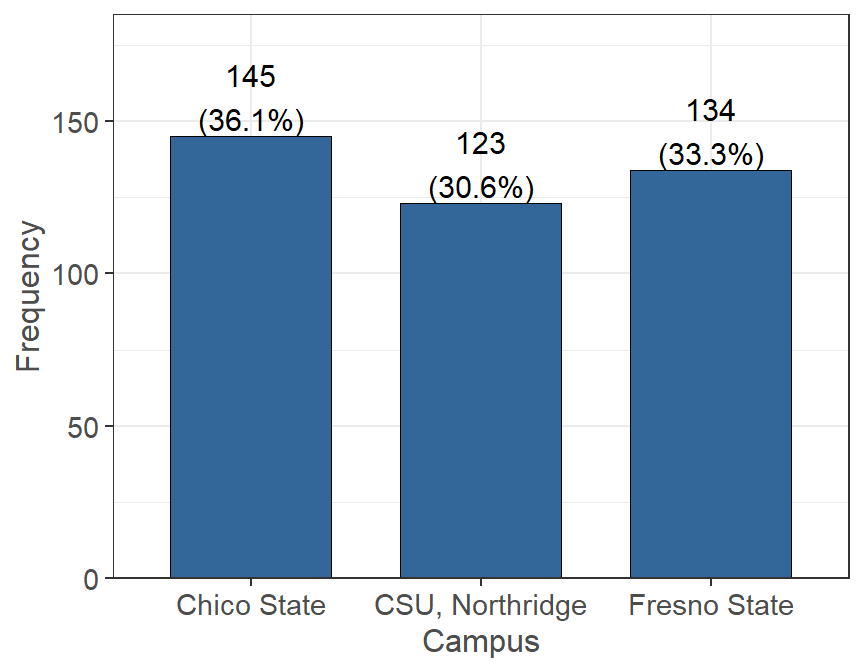 145
(36.1%)
123
(30.6%)
134
(33.3%)
Frequency
150
100
50
0
Chico State
CSU, Northridge
Fresno State
Campus